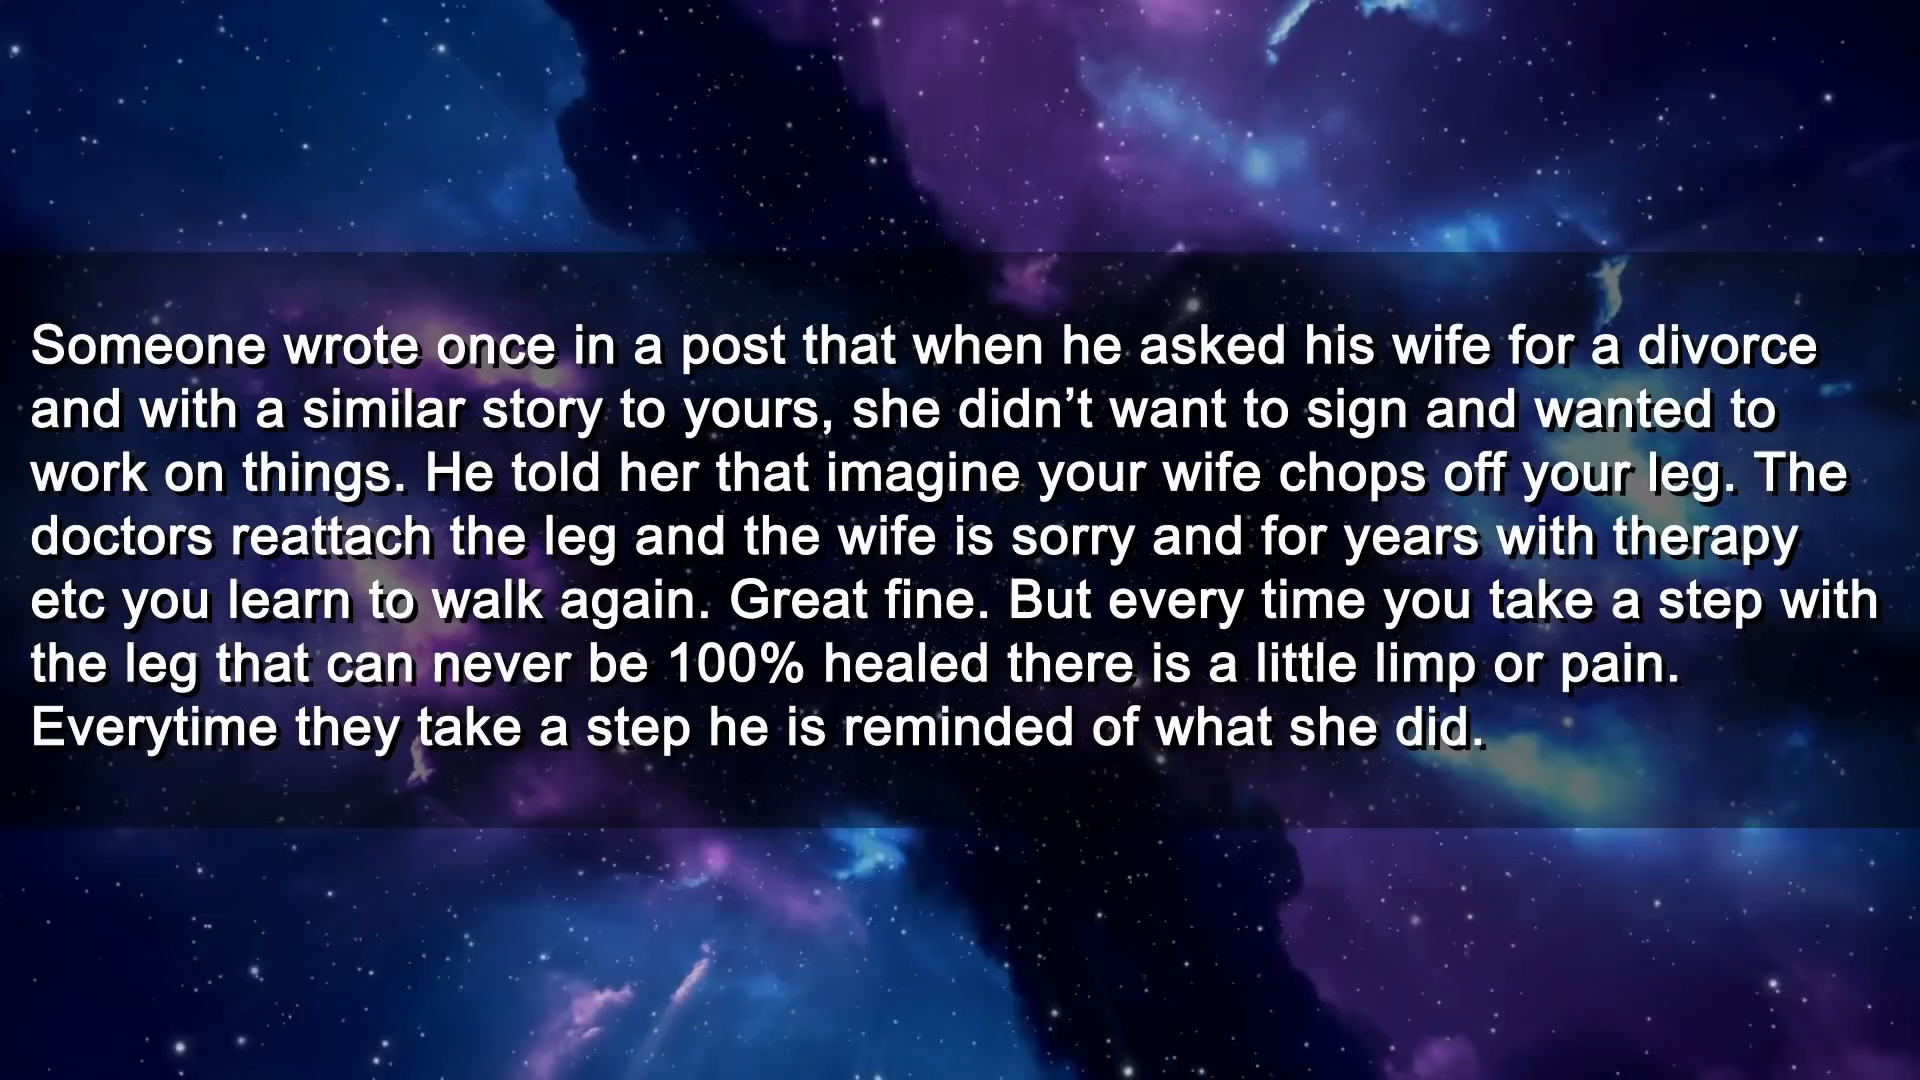 Someone wrote once in a post that when he asked his wife for a divorce
and with a similar story to yours, she didn’t want to sign and wanted to
work on things. He told her that imagine your wife chops off your leg. The
doctors reattach the leg and the wife is sorry and for years with therapy
etc you learn to walk again. Great fine. But every time you take a step with
the leg that can never be 100% healed there is a little limp or pain.
Everytime they take a step he is reminded of what she did.